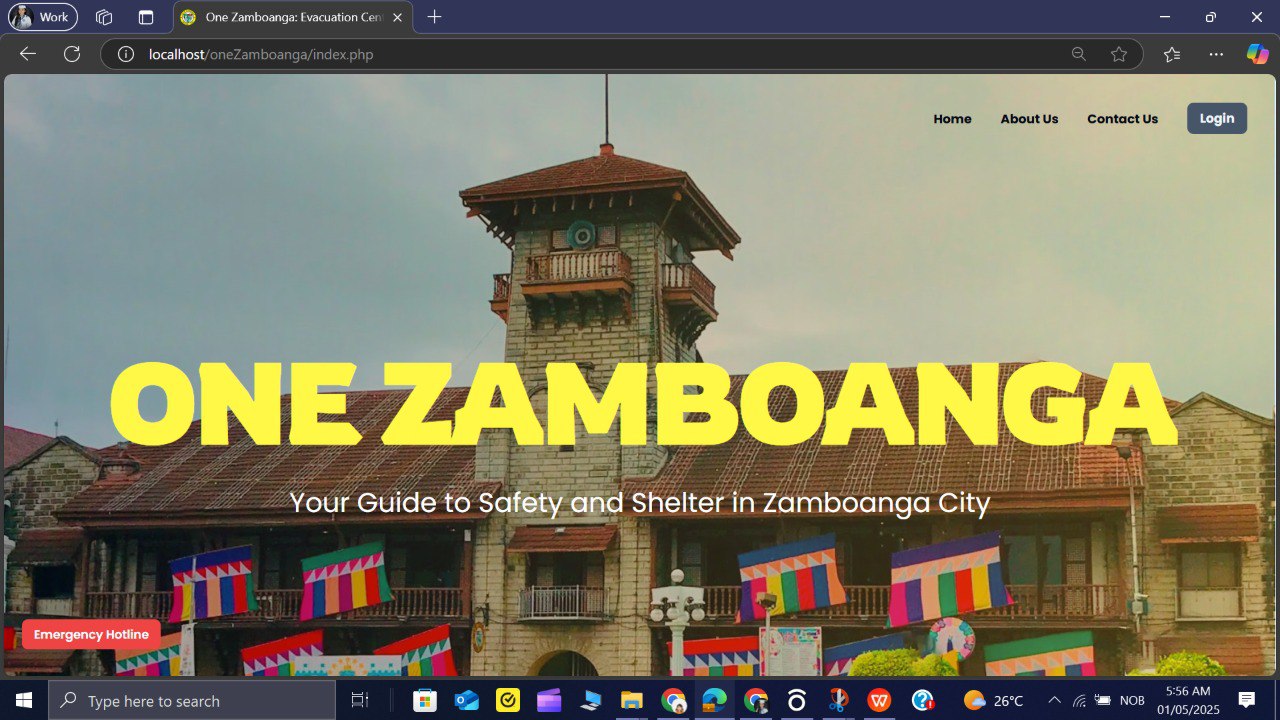 Work
One Zamboanga: Evacuation Cen
localhost/oneZamboanga/index.php
Home
About Us
Contact Us
Login
ONE ZAMBOANGA
Your Guide to Safety and Shelter in Zamboanga City
Emergency Hotline
Type here to search
26°C
NOB
5:56 AM
01/05/2025